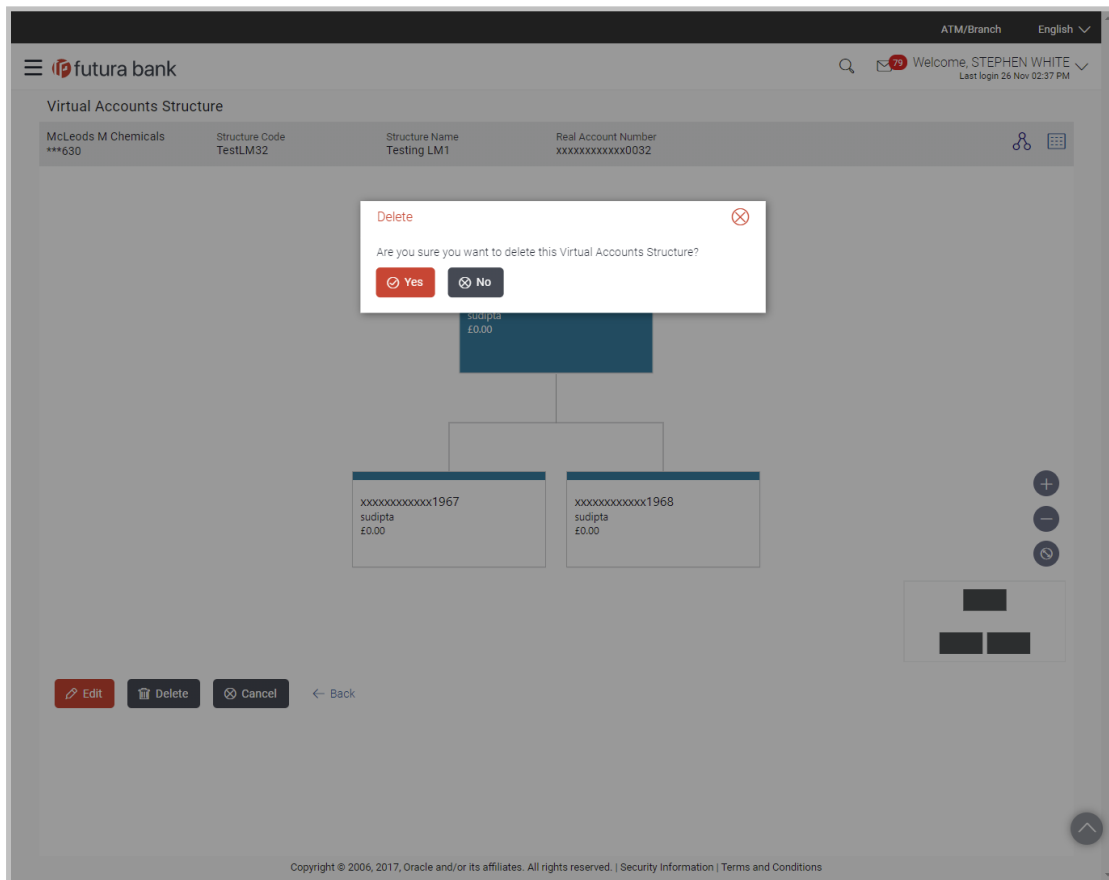 ATM/Branch English
futura bank
79 Welcome, STEPHEN WHITE
Last login 26 Nov 02:37 PM
Virtual Accounts Structure
McLeods M Chemicals Structure Code Structure Name Real Account Number
***630 TestLM32 Testing LM1 xxxxxxxxxxxx0032
Delete
Are you sure you want to delete this Virtual Accounts Structure?
Yes No
sudipta
£0.00
xxxxxxxxxxxx1967 xxxxxxxxxxxx1968
sudipta sudipta
£0.00 £0.00
Edit Delete Cancel Back
Copyright © 2006, 2017, Oracle and/or its affiliates. All rights reserved. | Security Information | Terms and Conditions